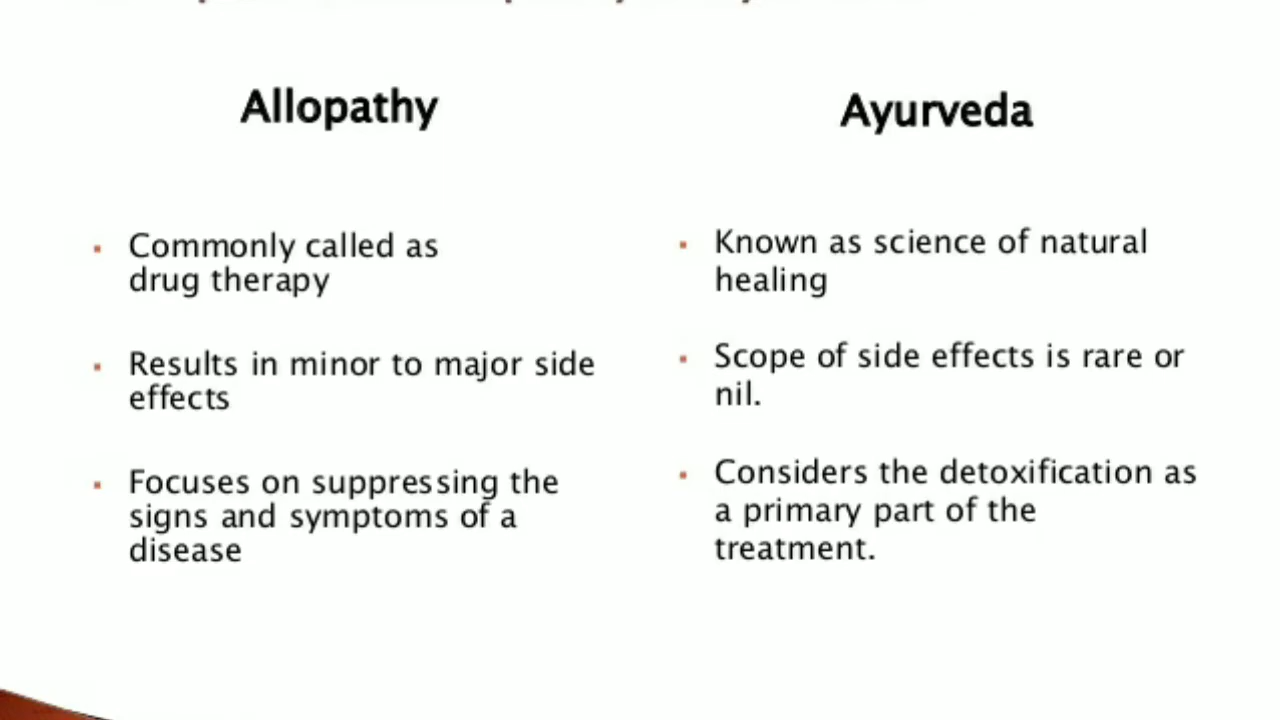 Allopathy
Commonly called as
drug therapy
Results in minor to major side
effects
Focuses on suppressing the
signs and symptoms of a
disease
Ayurveda
Known as science of natural
healing
Scope of side effects is rare or
nil.
Considers the detoxification as
a primary part of the
treatment.